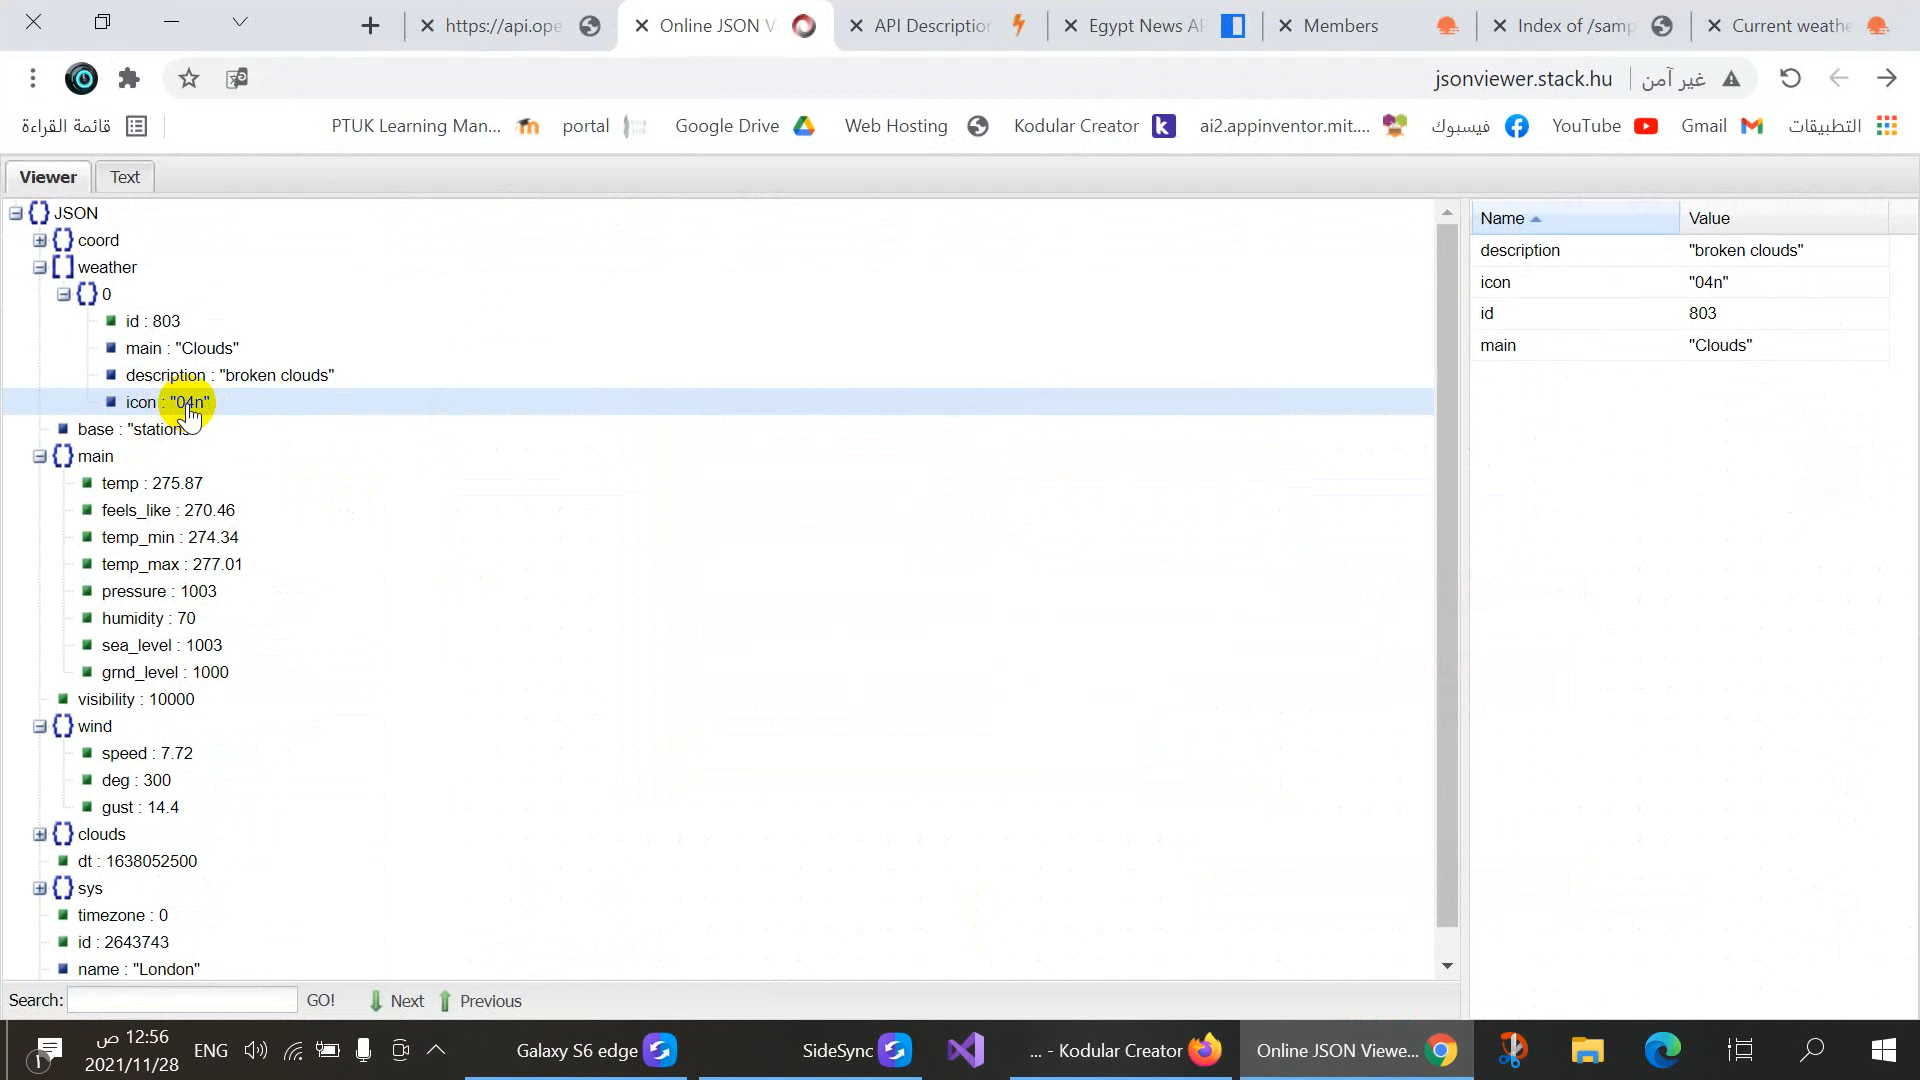 https://api.ope
Online JSON V
API Description
Egypt News AP
Members
Index of /samp
Current weathe
jsonviewer.stack.hu
غير آمن
قائمة القراءة
PTUK Learning Man...
portal
Google Drive
Web Hosting
Kodular Creator
ai2.appinventor.mit....
فيسبوك
YouTube
Gmail
التطبيقات
Viewer
Text
JSON
coord
weather
0
id : 803
main : "Clouds"
description : "broken clouds"
icon : "04n"
base : "stations"
main
temp : 275.87
feels_like : 270.46
temp_min : 274.34
temp_max : 277.01
pressure : 1003
humidity : 70
sea_level : 1003
grnd_level : 1000
visibility : 10000
wind
speed : 7.72
deg : 300
gust : 14.4
clouds
dt : 1638052500
sys
timezone : 0
id : 2643743
name : "London"
Name Value
description "broken clouds"
icon "04n"
id 803
main "Clouds"
Search: GO! Next Previous
12:56 ص
2021/11/28
1
ENG
Galaxy S6 edge
SideSync
... - Kodular Creator
Online JSON Viewe...